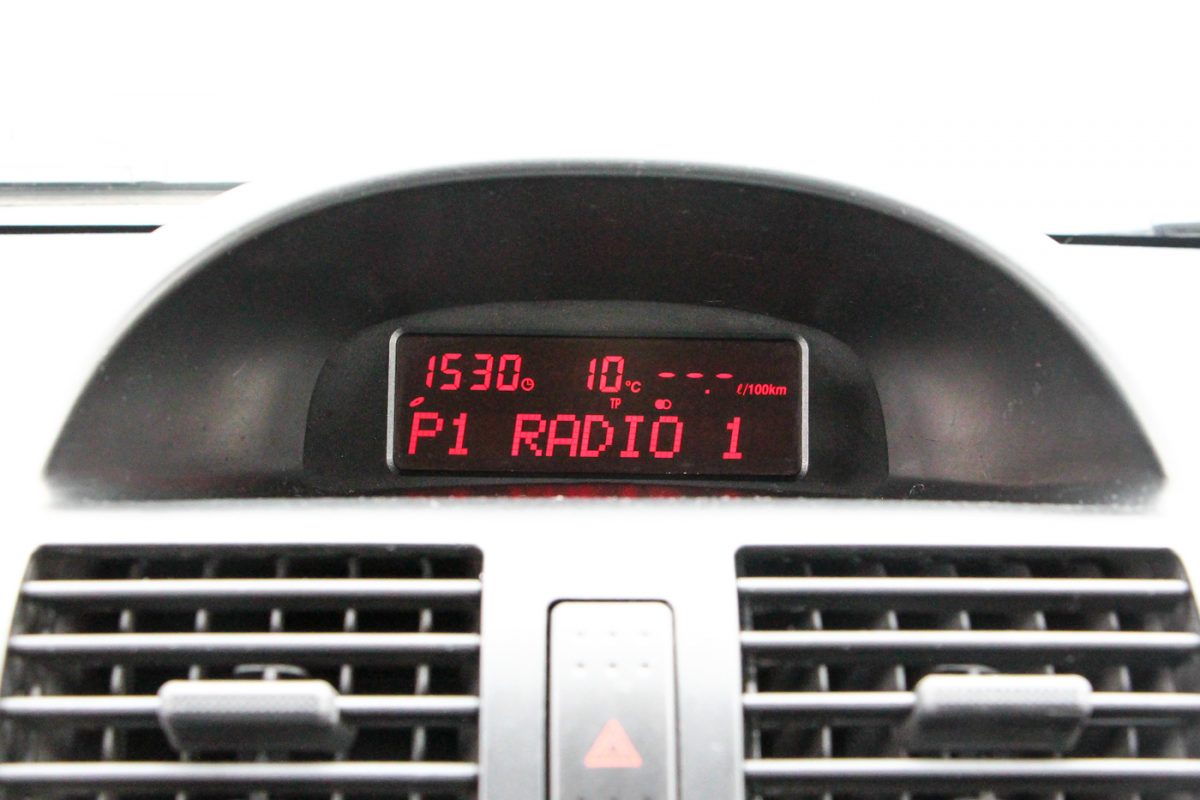 1530 10°C ---.- ℓ/100km
TP
P1 RADIO 1